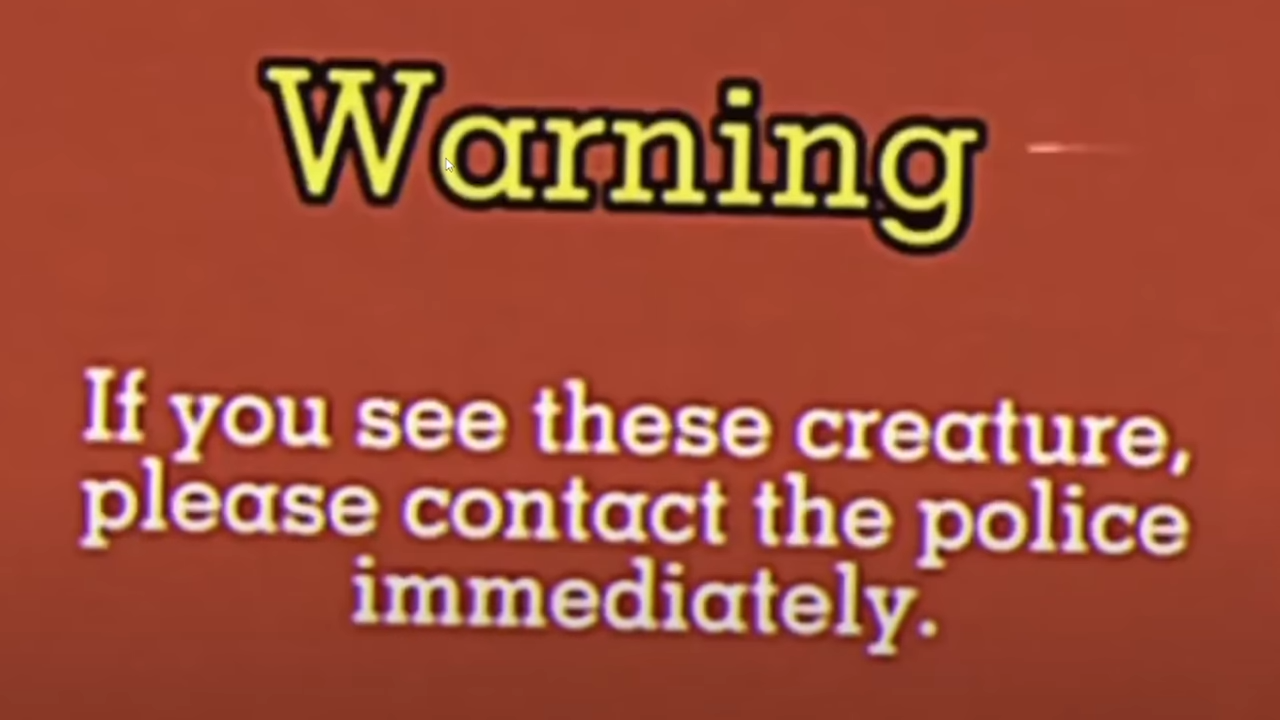 Warning
If you see these creature,
please contact the police
immediately.